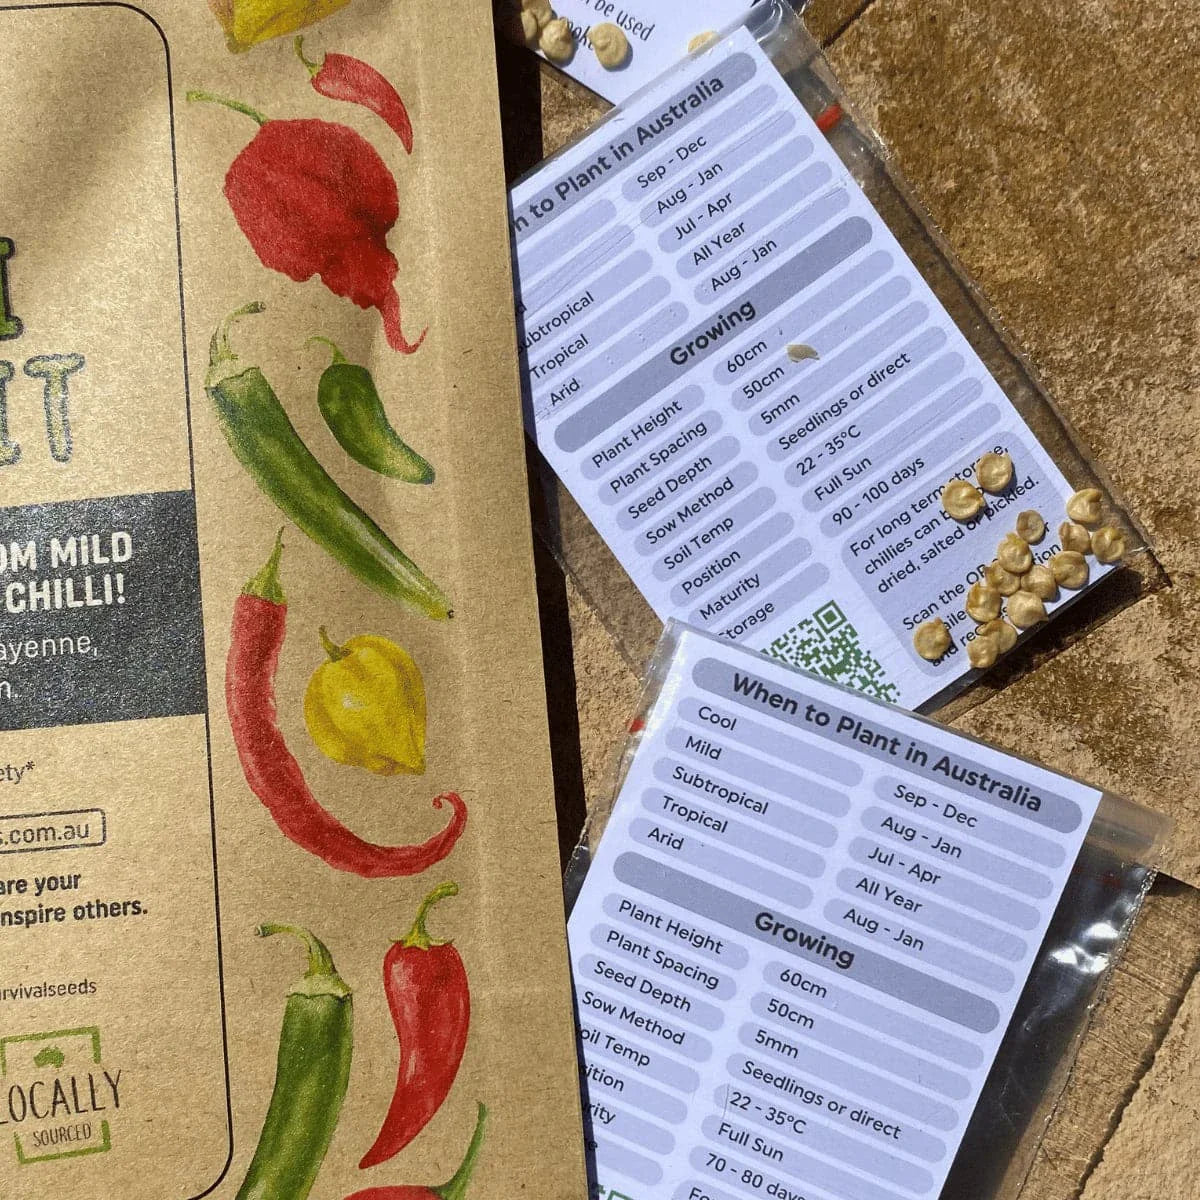 IT
OM MILD
CHILLI!
ayenne,
ety*
s.com.au
are your
nspire others.
rvivalseeds
LOCALLY
SOURCED
be used
n to Plant in Australia
Sep - Dec
Aug - Jan
Subtropical Jul - Apr
Tropical All Year
Arid Aug - Jan
Growing
Plant Height 60cm
Plant Spacing 50cm
Seed Depth 5mm
Sow Method Seedlings or direct
Soil Temp 22 - 35°C
Position Full Sun
Maturity 90 - 100 days
Storage For long term storage,
chillies can
dried, salted or pickled.
Scan the
and
When to Plant in Australia
Cool Sep - Dec
Mild Aug - Jan
Subtropical Jul - Apr
Tropical All Year
Arid Aug - Jan
Growing
Plant Height 60cm
Plant Spacing 50cm
Seed Depth 5mm
Sow Method Seedlings or direct
oil Temp 22 - 35°C
sition Full Sun
rity 70 - 80 days